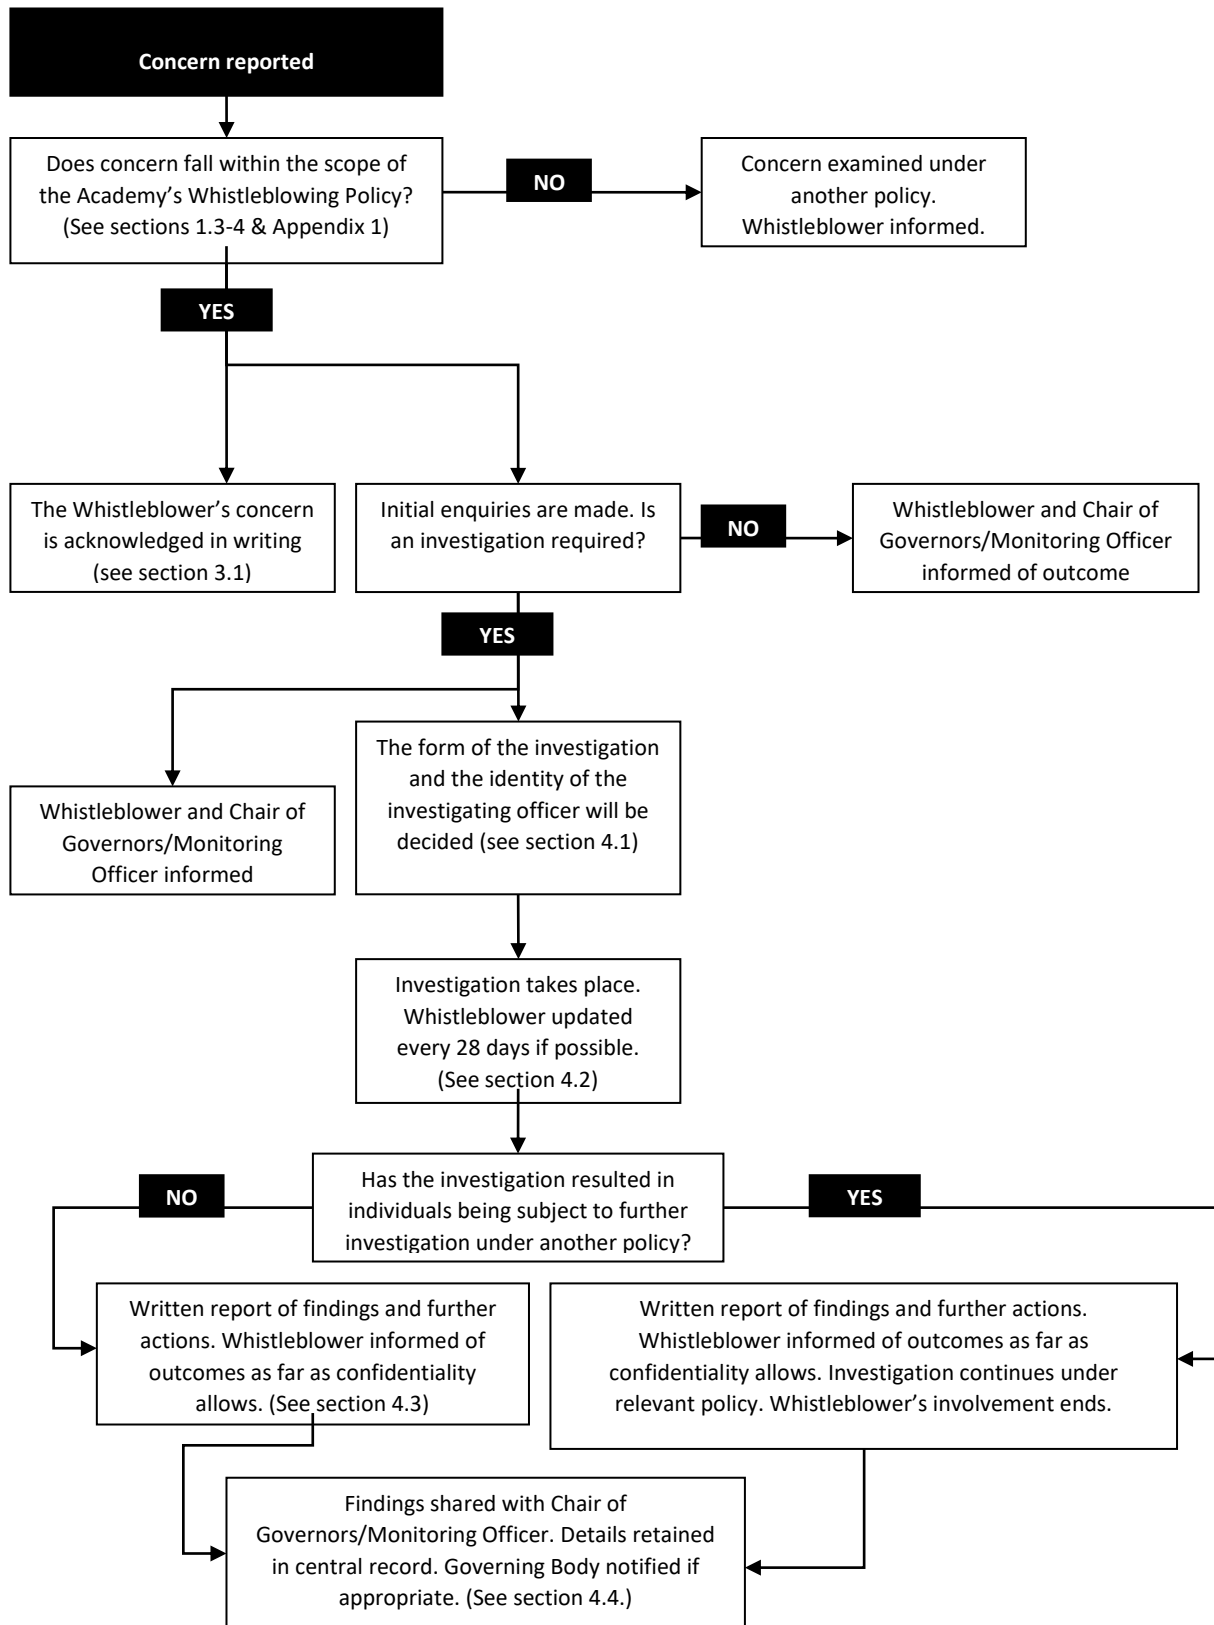 Concern reported
Does concern fall within the scope of
the Academy’s Whistleblowing Policy?
(See sections 1.3-4 & Appendix 1)
NO
Concern examined under
another policy.
Whistleblower informed.
YES
The Whistleblower’s concern
is acknowledged in writing
(see section 3.1)
Initial enquiries are made. Is
an investigation required?
NO
Whistleblower and Chair of
Governors/Monitoring Officer
informed of outcome
YES
The form of the investigation
and the identity of the
investigating officer will be
decided (see section 4.1)
Whistleblower and Chair of
Governors/Monitoring
Officer informed
Investigation takes place.
Whistleblower updated
every 28 days if possible.
(See section 4.2)
Has the investigation resulted in
individuals being subject to further
investigation under another policy?
NO
YES
Written report of findings and further
actions. Whistleblower informed of
outcomes as far as confidentiality
allows. (See section 4.3)
Written report of findings and further actions.
Whistleblower informed of outcomes as far as
confidentiality allows. Investigation continues under
relevant policy. Whistleblower’s involvement ends.
Findings shared with Chair of
Governors/Monitoring Officer. Details retained
in central record. Governing Body notified if
appropriate. (See section 4.4.)